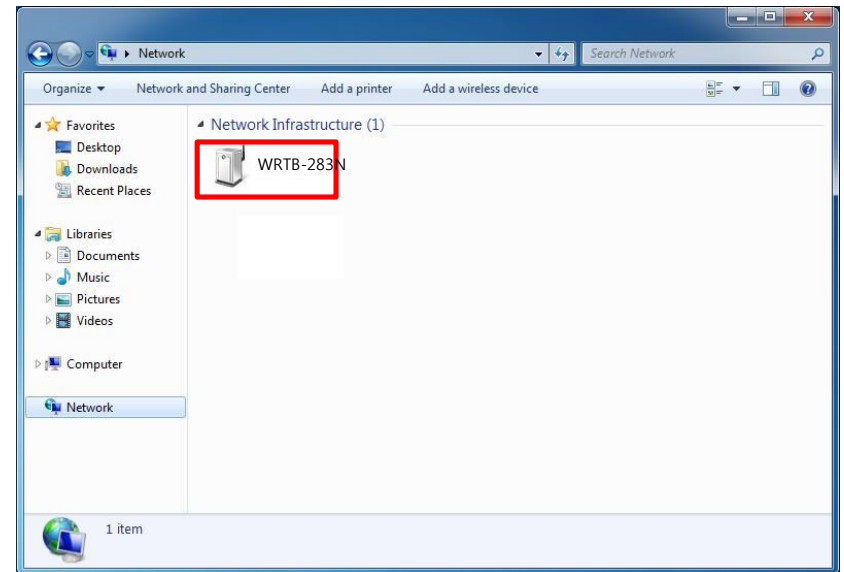 Network
Search Network
Organize
Network and Sharing Center
Add a printer
Add a wireless device
Favorites
Desktop
Downloads
Recent Places
Libraries
Documents
Music
Pictures
Videos
Computer
Network
Network Infrastructure (1)
WRTB-283N
1 item